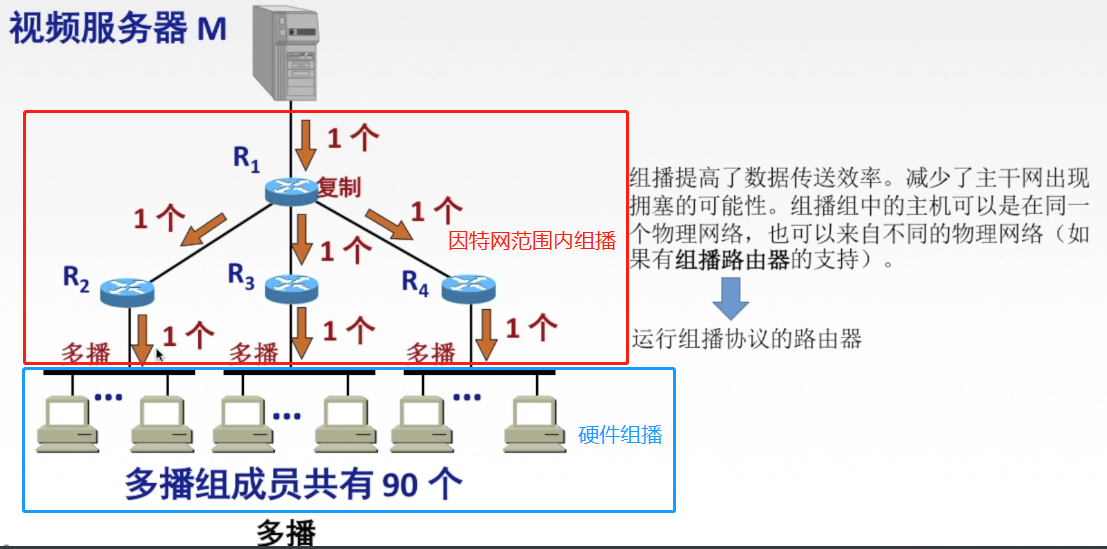 视频服务器 M
1 个
R1
复制
1 个
1 个
1 个
因特网范围内组播
R2
R3
R4
1 个
1 个
1 个
多播
多播
多播
组播提高了数据传送效率。减少了主干网出现
拥塞的可能性。组播组中的主机可以是在同一
个物理网络，也可以来自不同的物理网络（如
果有组播路由器的支持）。
运行组播协议的路由器
...
...
...
硬件组播
多播组成员共有 90 个
多播